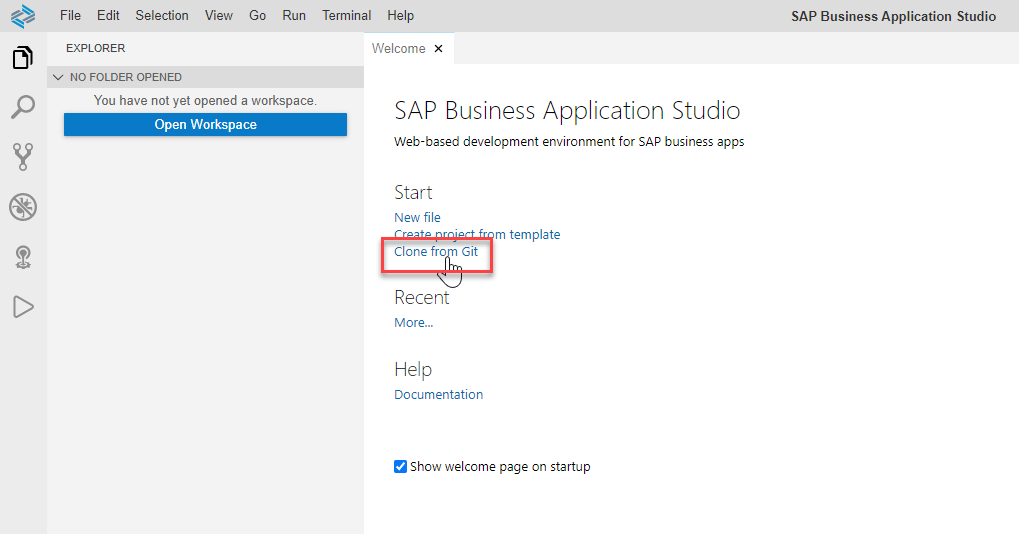 File Edit Selection View Go Run Terminal Help SAP Business Application Studio
EXPLORER
Welcome
NO FOLDER OPENED
You have not yet opened a workspace.
Open Workspace
SAP Business Application Studio
Web-based development environment for SAP business apps
Start
New file
Create project from template
Clone from Git
Recent
More...
Help
Documentation
Show welcome page on startup